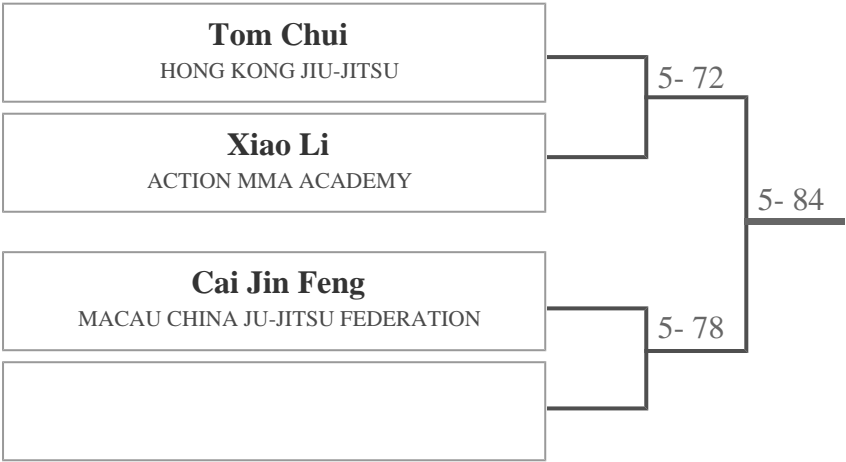 Tom Chui
HONG KONG JIU-JITSU
5- 72
Xiao Li
ACTION MMA ACADEMY
5- 84
Cai Jin Feng
MACAU CHINA JU-JITSU FEDERATION
5- 78